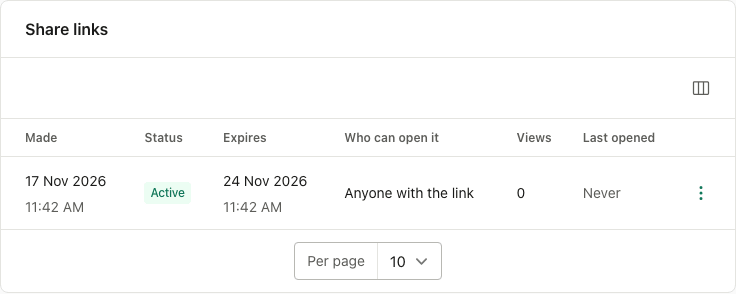 Share links
Made Status Expires Who can open it Views Last opened
17 Nov 2026 Active 24 Nov 2026 Anyone with the link 0 Never
11:42 AM 11:42 AM
Per page 10